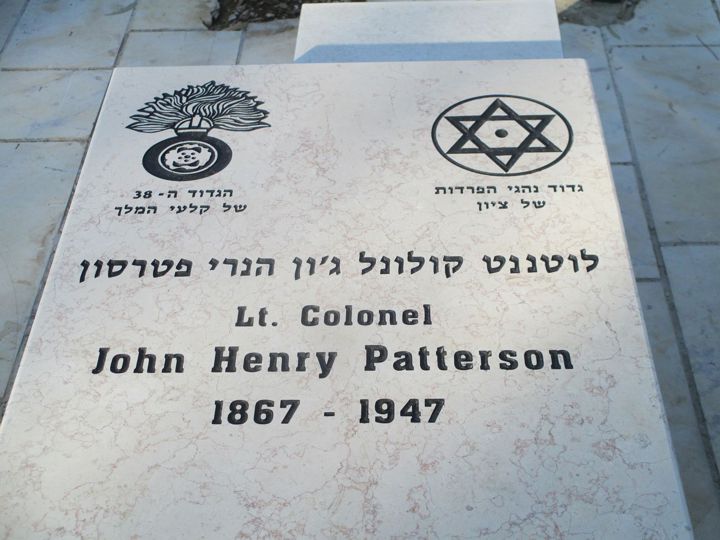 גדוד נהגי הפרדות
של ציון
הגדוד ה-38
של קלעי המלך
לוטננט קולונל ג'ון הנרי פטרסון
Lt. Colonel
John Henry Patterson
1867 - 1947